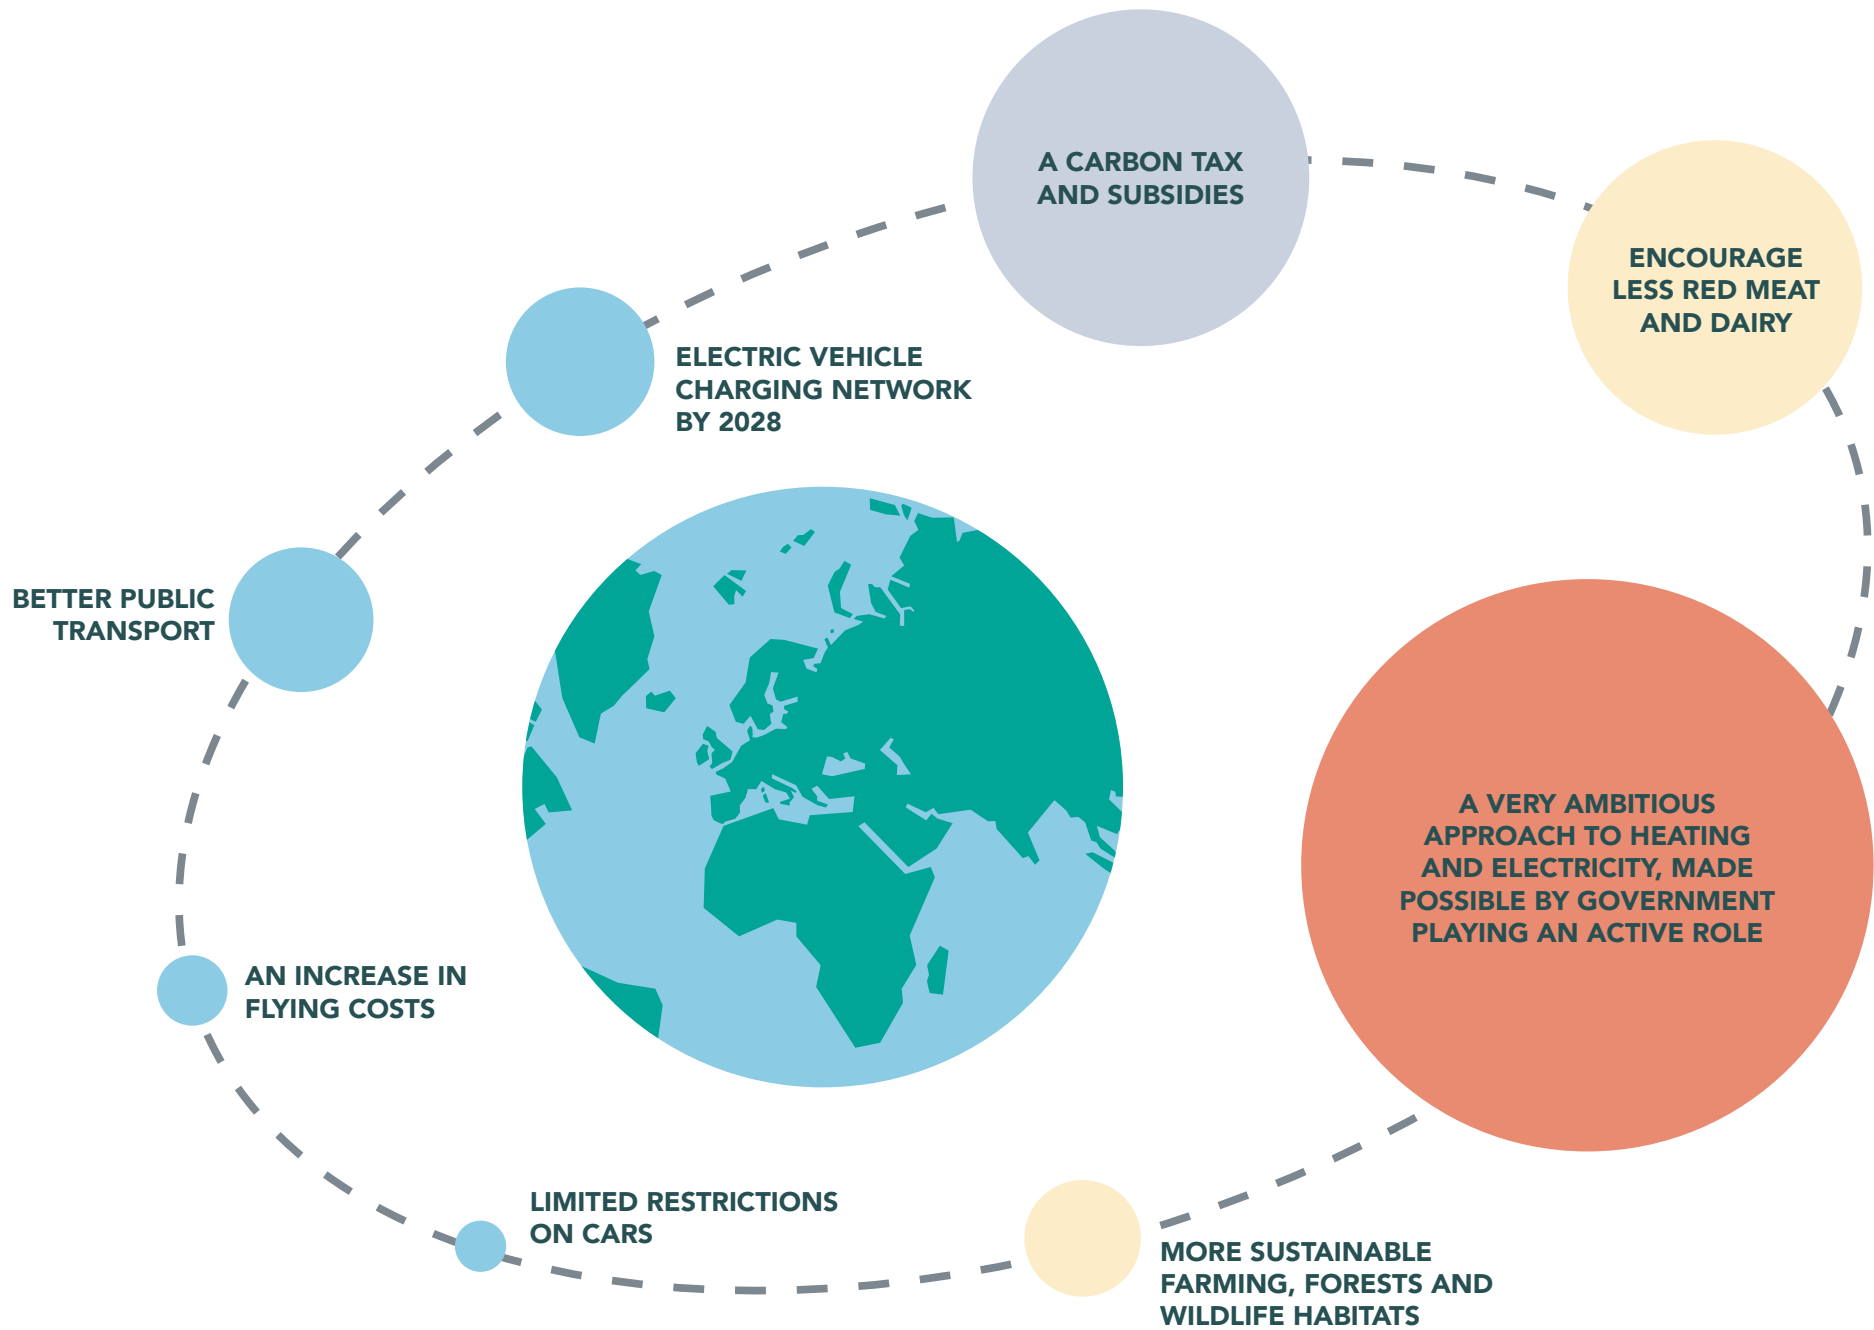 A CARBON TAX
AND SUBSIDIES
ENCOURAGE
LESS RED MEAT
AND DAIRY
ELECTRIC VEHICLE
CHARGING NETWORK
BY 2028
BETTER PUBLIC
TRANSPORT
A VERY AMBITIOUS
APPROACH TO HEATING
AND ELECTRICITY, MADE
POSSIBLE BY GOVERNMENT
PLAYING AN ACTIVE ROLE
AN INCREASE IN
FLYING COSTS
LIMITED RESTRICTIONS
ON CARS
MORE SUSTAINABLE
FARMING, FORESTS AND
WILDLIFE HABITATS